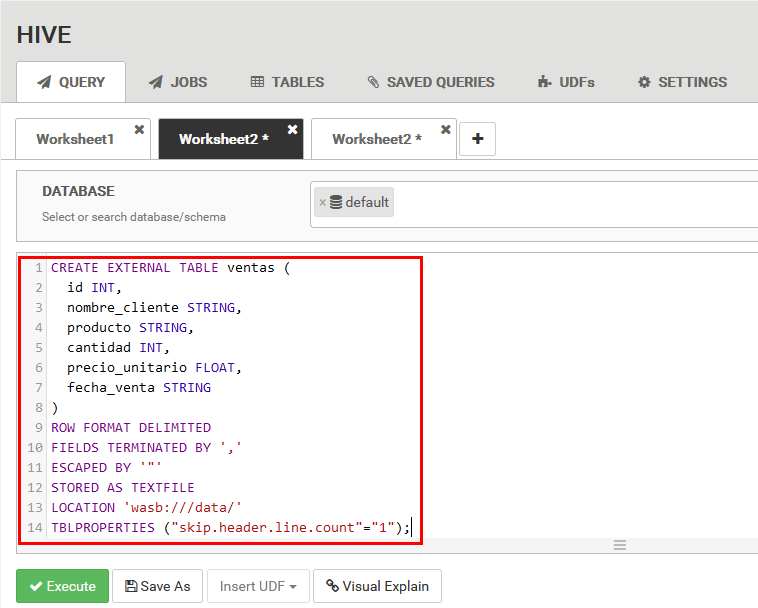 HIVE
QUERY JOBS TABLES SAVED QUERIES UDFs SETTINGS
Worksheet1 Worksheet2 * Worksheet2 * +
DATABASE
Select or search database/schema
x default
1 CREATE EXTERNAL TABLE ventas (
2 id INT,
3 nombre_cliente STRING,
4 producto STRING,
5 cantidad INT,
6 precio_unitario FLOAT,
7 fecha_venta STRING
8 )
9 ROW FORMAT DELIMITED
10 FIELDS TERMINATED BY ','
11 ESCAPED BY '"'
12 STORED AS TEXTFILE
13 LOCATION 'wasb:///data/'
14 TBLPROPERTIES ("skip.header.line.count"="1");
Execute Save As Insert UDF Visual Explain